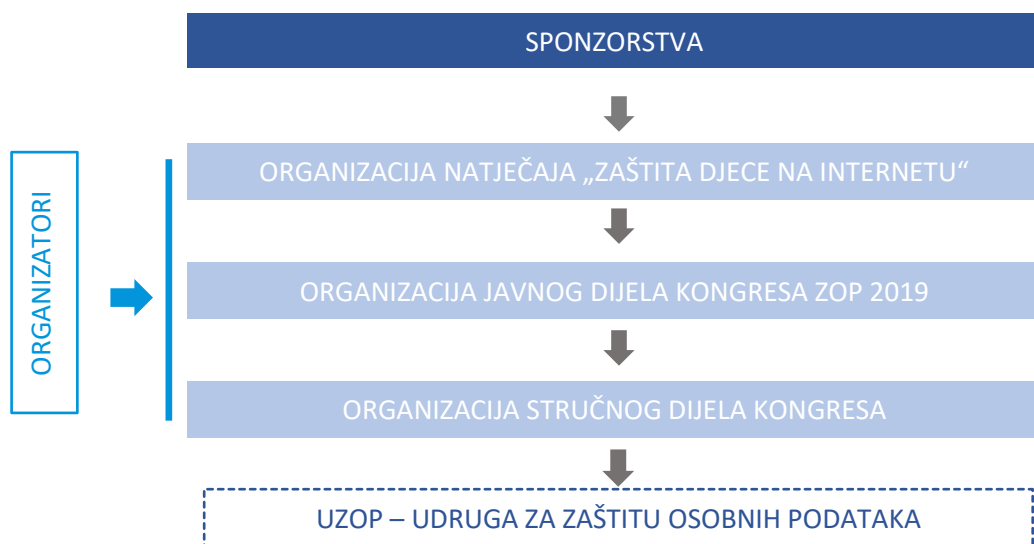 SPONZORSTVA
ORGANIZATORI
ORGANIZACIJA NATJEČAJA „ZAŠTITA DJECE NA INTERNETU“
ORGANIZACIJA JAVNOG DIJELA KONGRESA ZOP 2019
ORGANIZACIJA STRUČNOG DIJELA KONGRESA
UZOP – UDRUGA ZA ZAŠTITU OSOBNIH PODATAKA